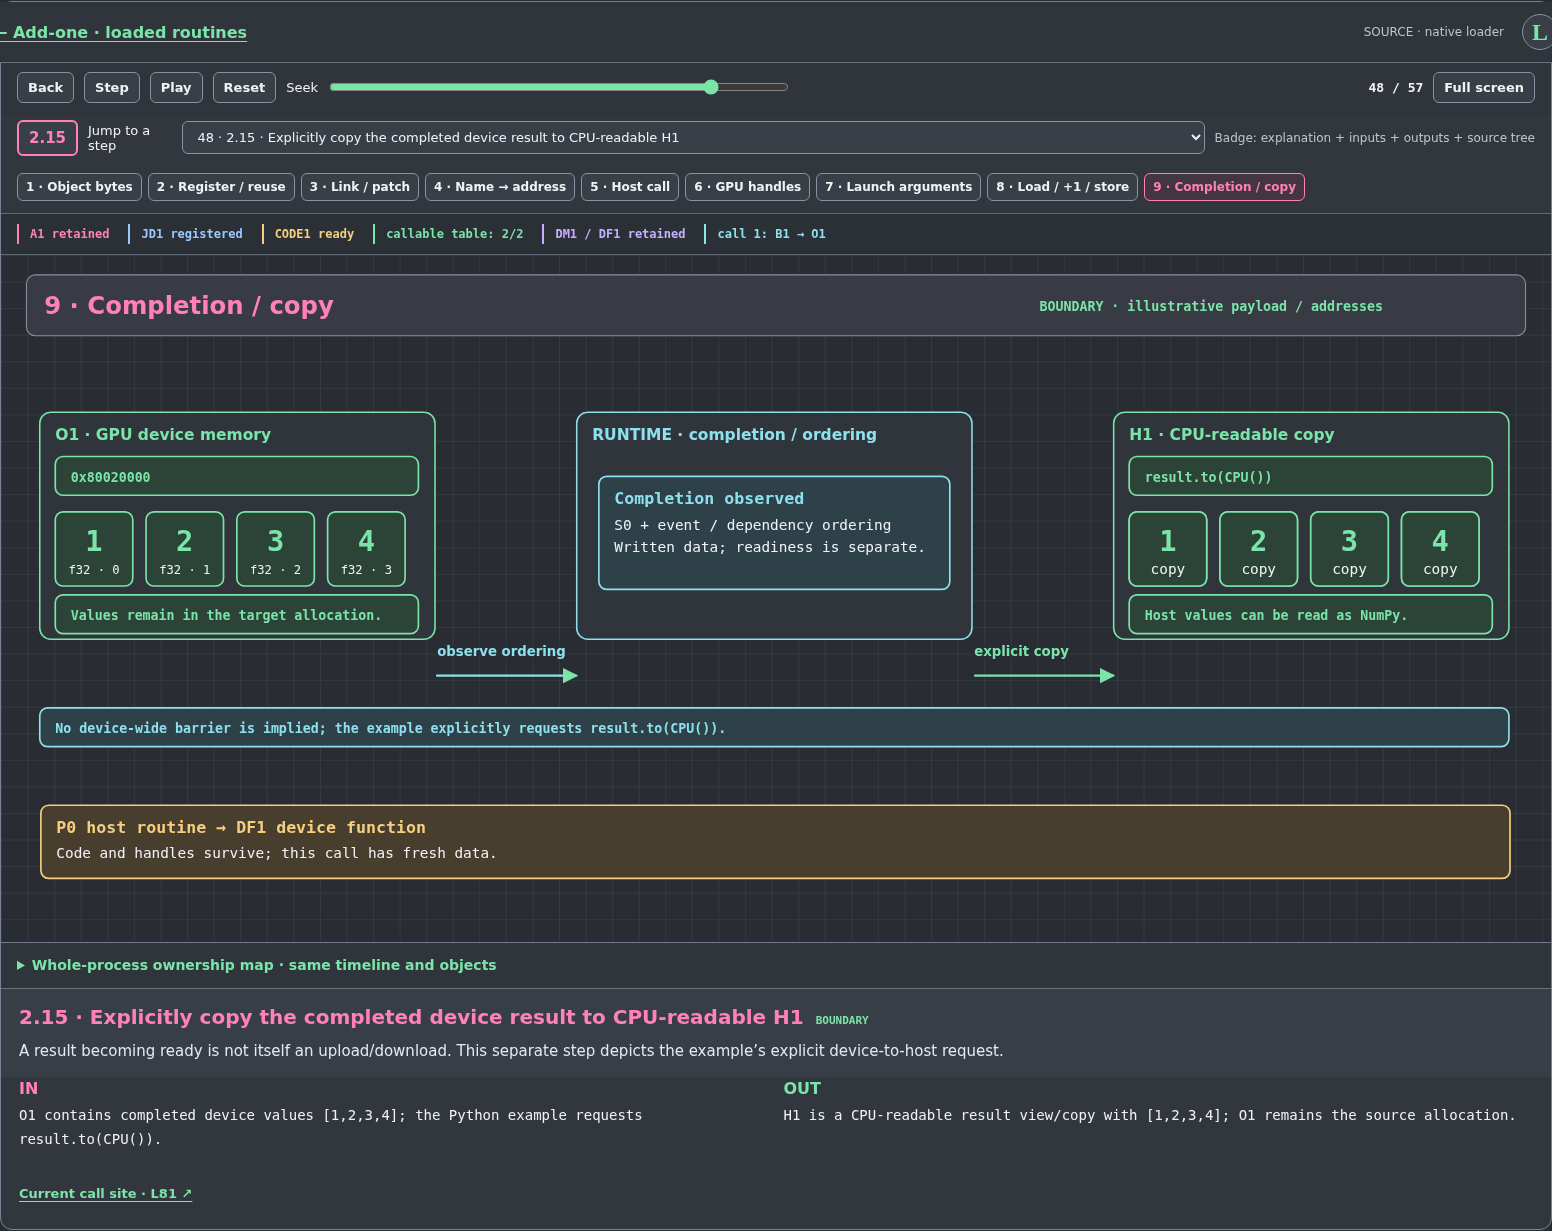 – Add-one · loaded routines
SOURCE · native loader
L
Back
Step
Play
Reset
Seek
48 / 57
Full screen
2.15
Jump to a
step
48 · 2.15 · Explicitly copy the completed device result to CPU-readable H1
Badge: explanation + inputs + outputs + source tree
1 · Object bytes
2 · Register / reuse
3 · Link / patch
4 · Name → address
5 · Host call
6 · GPU handles
7 · Launch arguments
8 · Load / +1 / store
9 · Completion / copy
A1 retained
JD1 registered
CODE1 ready
callable table: 2/2
DM1 / DF1 retained
call 1: B1 → O1
9 · Completion / copy
BOUNDARY · illustrative payload / addresses
O1 · GPU device memory
0x80020000
1
f32 · 0
2
f32 · 1
3
f32 · 2
4
f32 · 3
Values remain in the target allocation.
observe ordering
RUNTIME · completion / ordering
Completion observed
S0 + event / dependency ordering
Written data; readiness is separate.
explicit copy
H1 · CPU-readable copy
result.to(CPU())
1
copy
2
copy
3
copy
4
copy
Host values can be read as NumPy.
No device-wide barrier is implied; the example explicitly requests result.to(CPU()).
P0 host routine → DF1 device function
Code and handles survive; this call has fresh data.
▶ Whole-process ownership map · same timeline and objects
2.15 · Explicitly copy the completed device result to CPU-readable H1 BOUNDARY
A result becoming ready is not itself an upload/download. This separate step depicts the example’s explicit device-to-host request.
IN
O1 contains completed device values [1,2,3,4]; the Python example requests
result.to(CPU()).
OUT
H1 is a CPU-readable result view/copy with [1,2,3,4]; O1 remains the source allocation.
Current call site · L81 ↗